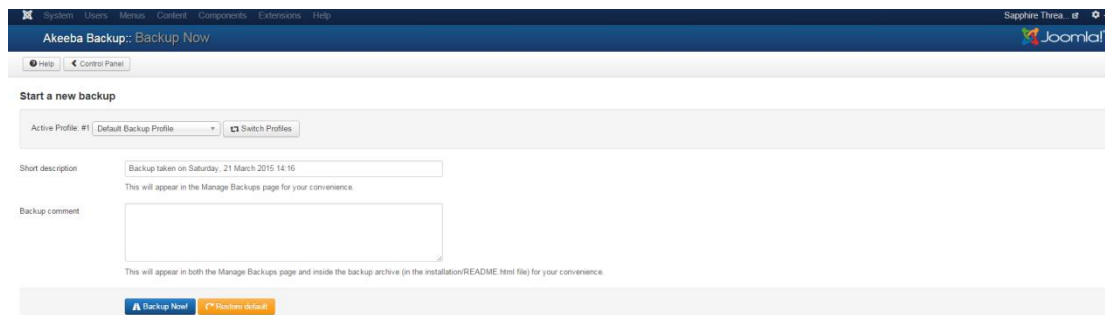 System Users Menus Content Components Extensions Help Sapphire Threa...
Akeeba Backup:: Backup Now Joomla!
Help Control Panel
Start a new backup
Active Profile: #1 Default Backup Profile Switch Profiles
Short description Backup taken on Saturday, 21 March 2015 14:16
This will appear in the Manage Backups page for your convenience.
Backup comment
This will appear in both the Manage Backups page and inside the backup archive (in the installation/README.html file) for your convenience.
Backup Now! Restore default